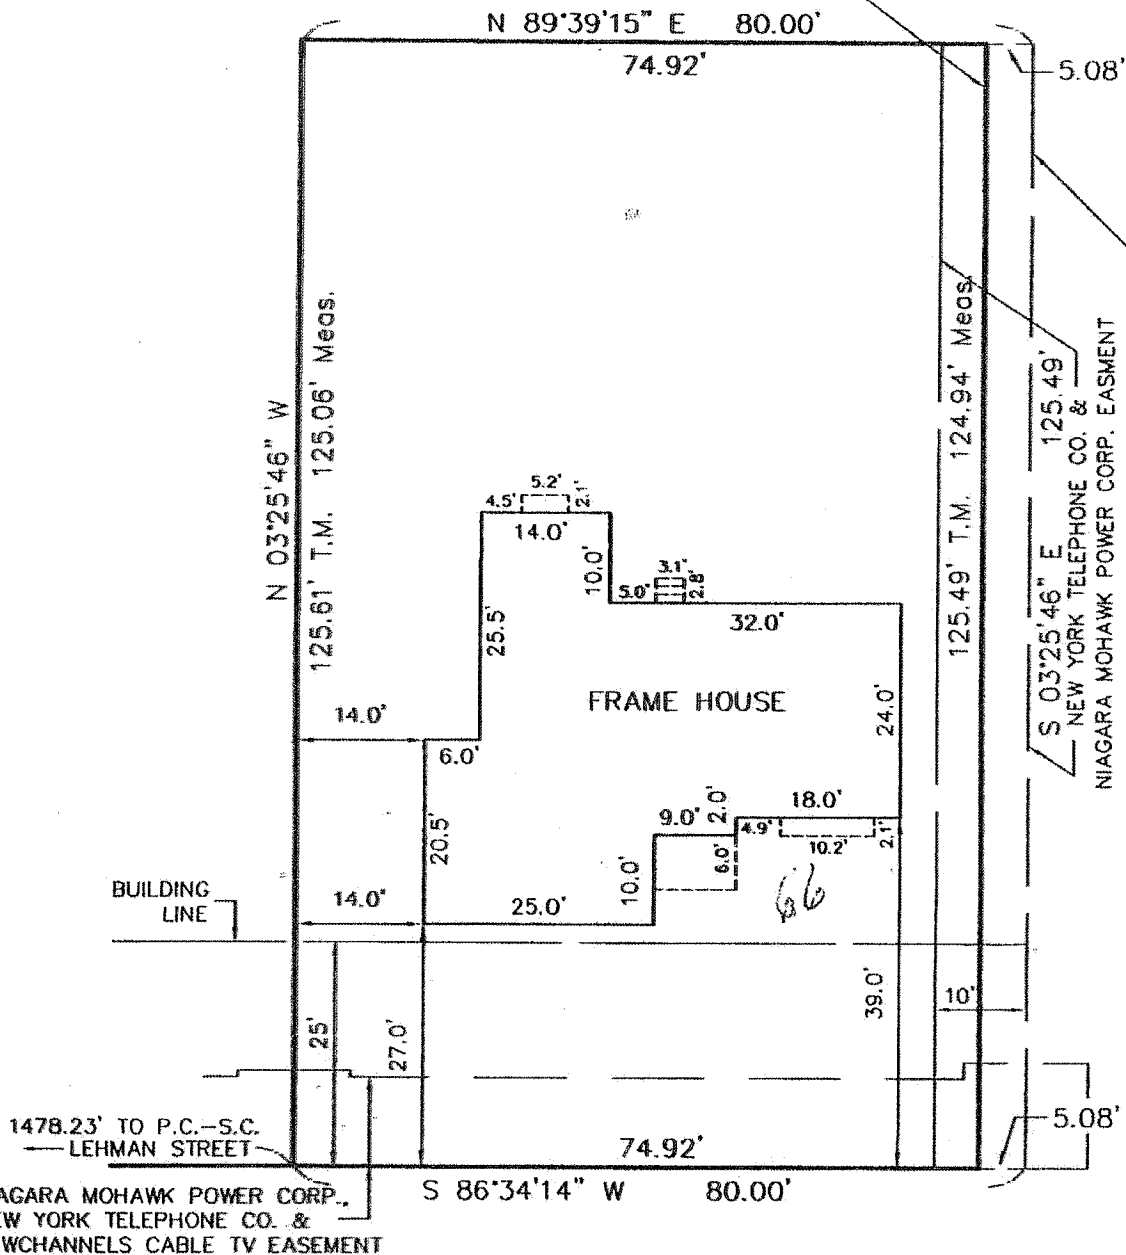 N 89°39'15" E 80.00'
74.92'
5.08'
N 03°25'46" W
125.61' T.M. 125.06' Meas.
125.49' T.M. 124.94' Meas.
S 03°25'46" E 125.49'
NEW YORK TELEPHONE CO. &
NIAGARA MOHAWK POWER CORP. EASMENT
5.2'
4.5'
2.1'
14.0'
10.0'
3.1'
5.0'
2.8'
32.0'
25.5'
FRAME HOUSE
24.0'
14.0'
6.0'
20.5'
9.0'
2.0'
18.0'
4.9'
10.2'
2.1'
6.0'
10.0'
66
BUILDING
LINE
14.0'
25.0'
39.0'
10'
25'
27.0'
1478.23' TO P.C.-S.C.
LEHMAN STREET
74.92'
5.08'
S 86°34'14" W 80.00'
AGARA MOHAWK POWER CORP.,
EW YORK TELEPHONE CO. &
WCHANNELS CABLE TV EASEMENT